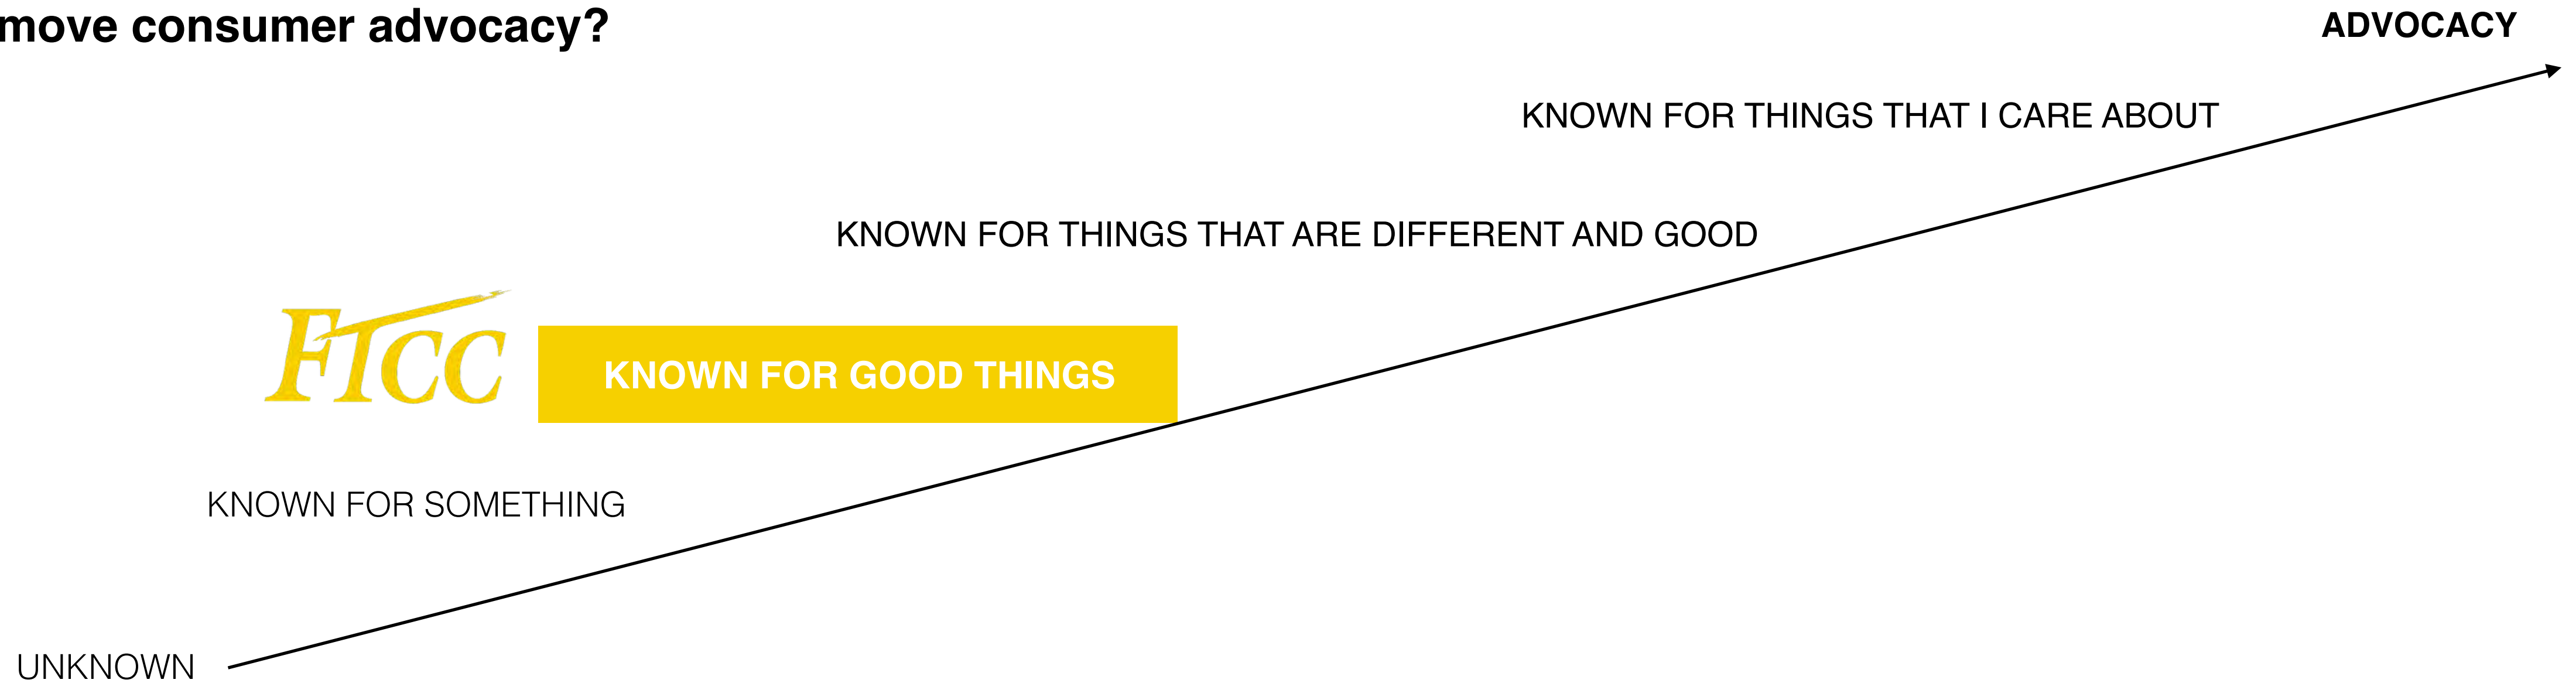 move consumer advocacy?
ADVOCACY
KNOWN FOR THINGS THAT I CARE ABOUT
KNOWN FOR THINGS THAT ARE DIFFERENT AND GOOD
FTCC
KNOWN FOR GOOD THINGS
KNOWN FOR SOMETHING
UNKNOWN